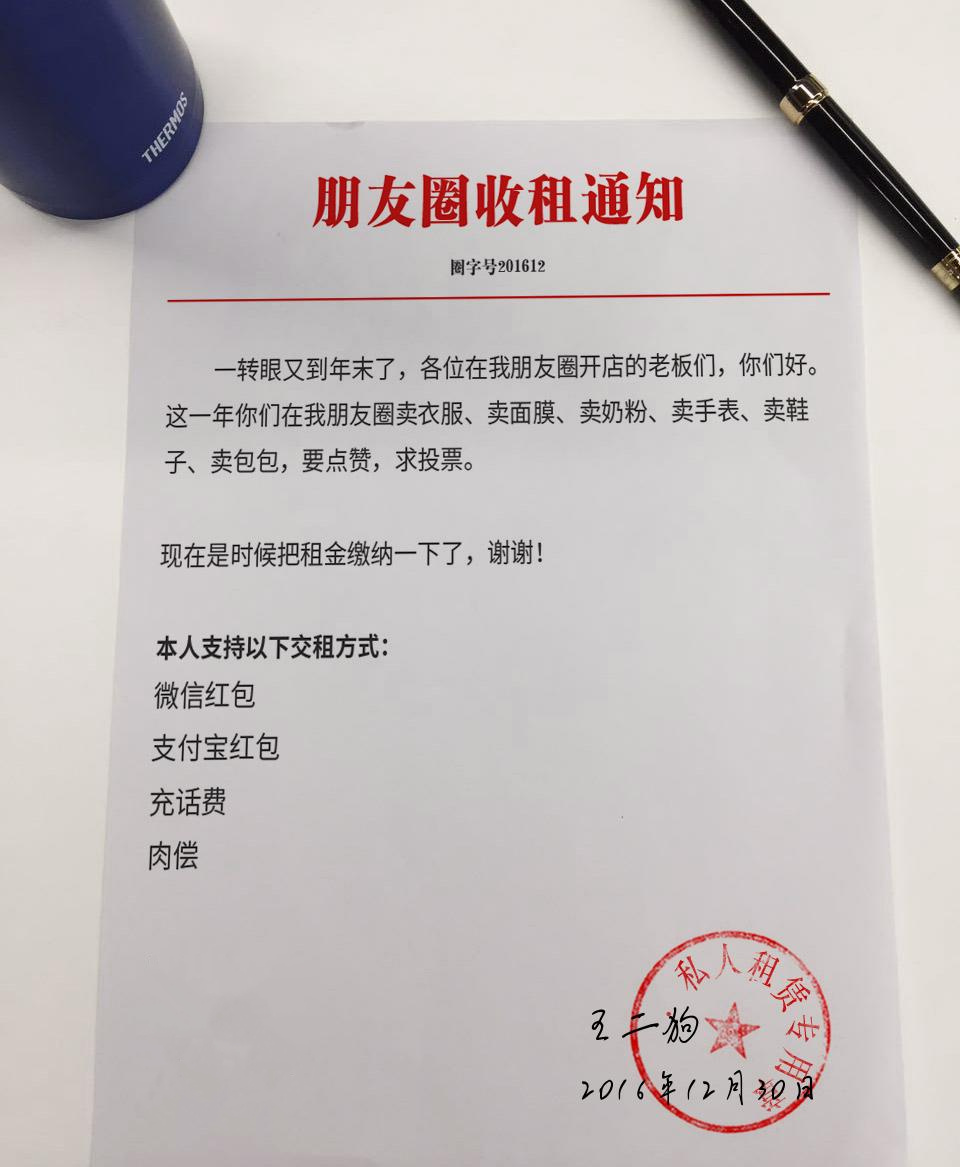 THERMOS
朋友圈收租通知
圈字号201612
一转眼又到年末了，各位在我朋友圈开店的老板们，你们好。
这一年你们在我朋友圈卖衣服、卖面膜、卖奶粉、卖手表、卖鞋
子、卖包包，要点赞，求投票。
现在是时候把租金缴纳一下了，谢谢！
本人支持以下交租方式：
微信红包
支付宝红包
充话费
肉偿
私人租赁专用章
王二狗
2016年12月30日